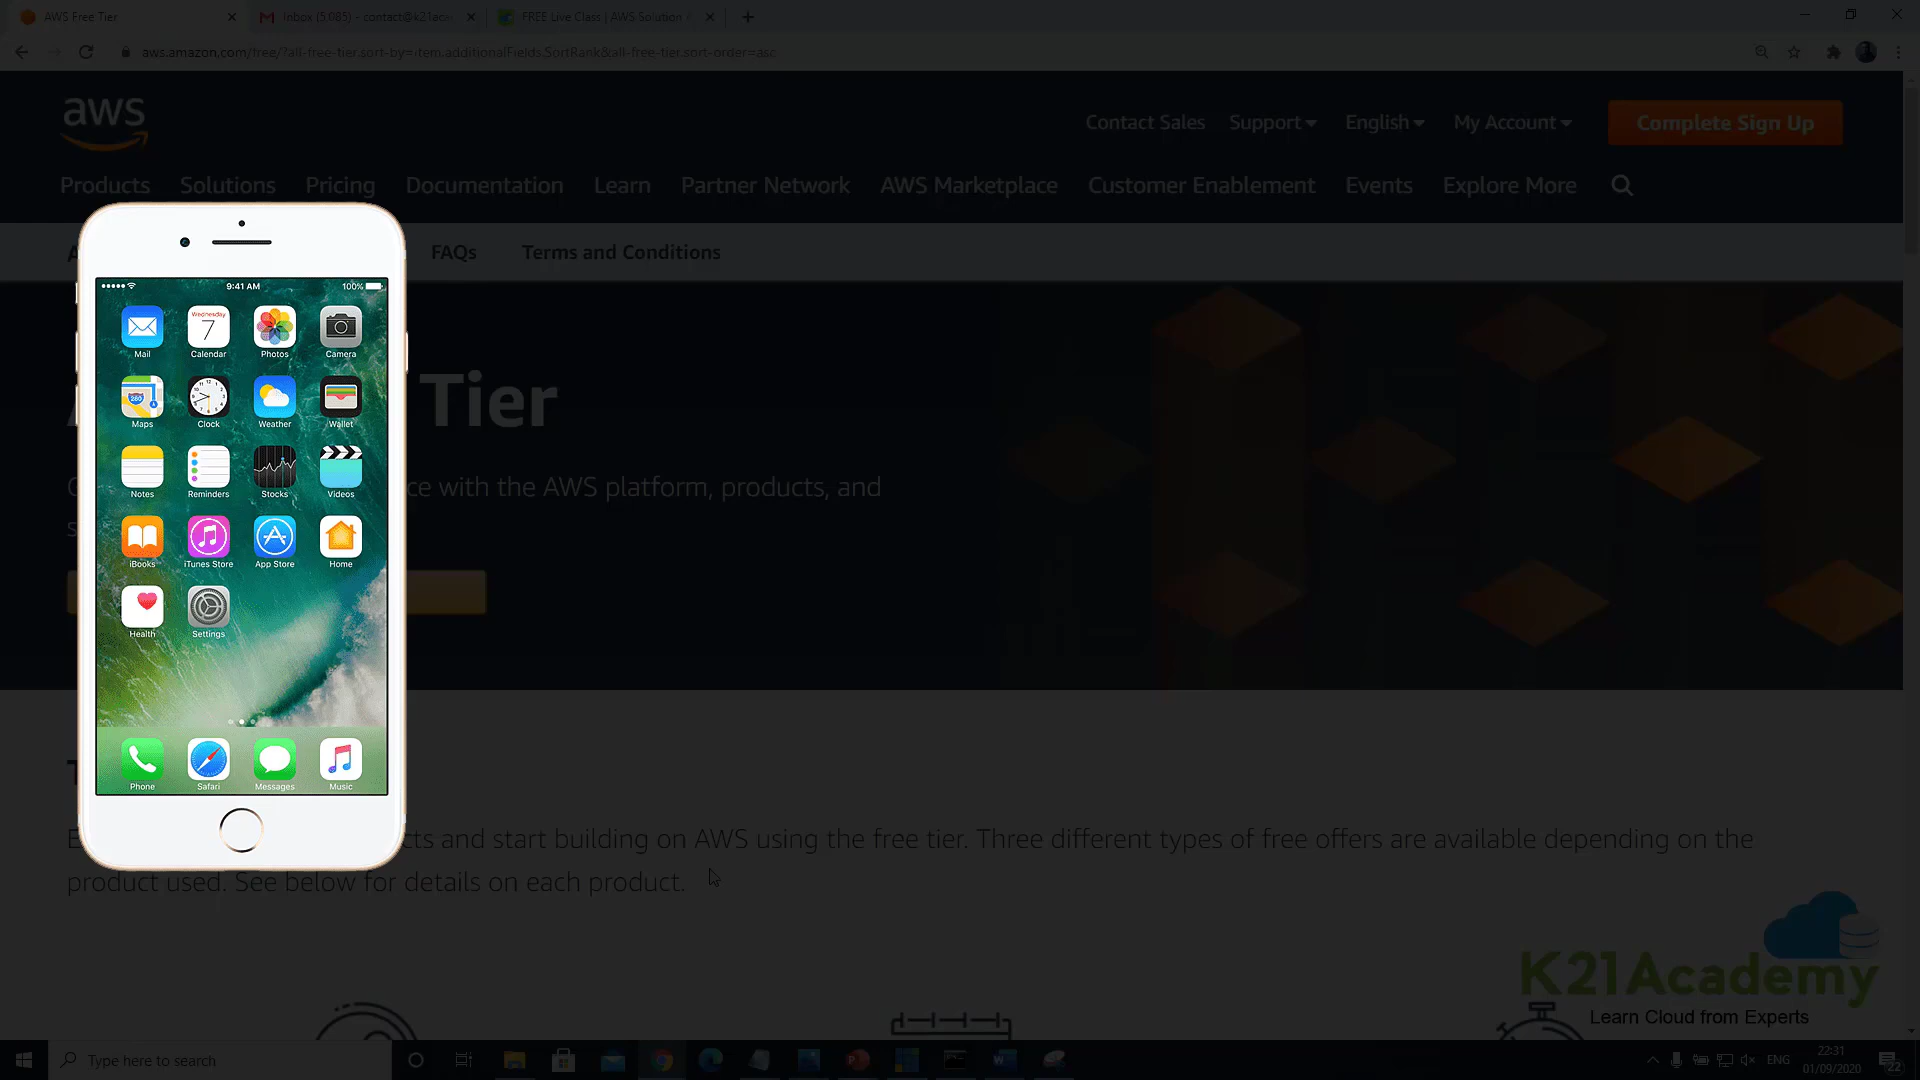 AWS Free Tier
Inbox (5,085) - contact@k21aca
FREE Live Class | AWS Solution
aws.amazon.com/free/?all-free-tier.sort-by=item.additionalFields.SortRank&all-free-tier.sort-order=asc
aws
Contact Sales
Support
English
My Account
Complete Sign Up
Products
Solutions
Pricing
Documentation
Learn
Partner Network
AWS Marketplace
Customer Enablement
Events
Explore More
FAQs
Terms and Conditions
9:41 AM
100%
Wednesday
7
Mail
Calendar
Photos
Camera
Tier
280
12
Maps
Clock
Weather
Wallet
Notes
Reminders
Stocks
Videos
ce with the AWS platform, products, and
iBooks
iTunes Store
App Store
Home
Health
Settings
Phone
Safari
Messages
Music
cts and start building on AWS using the free tier. Three different types of free offers are available depending on the
product used. See below for details on each product.
K21Academy
Learn Cloud from Experts
Type here to search
ENG
22:31
01/09/2020
22